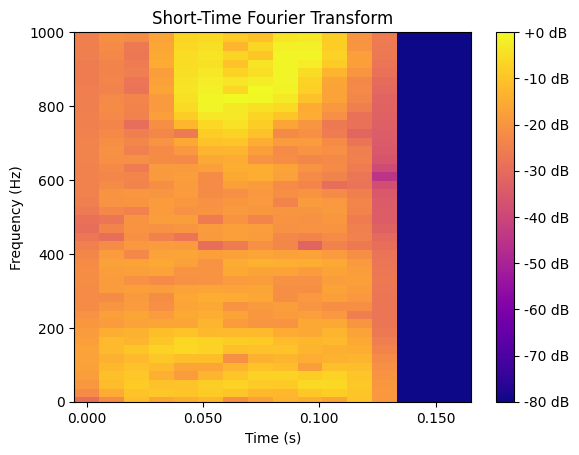 Short-Time Fourier Transform
1000
800
600
400
200
0
Frequency (Hz)
0.000
0.050
0.100
0.150
Time (s)
+0 dB
-10 dB
-20 dB
-30 dB
-40 dB
-50 dB
-60 dB
-70 dB
-80 dB